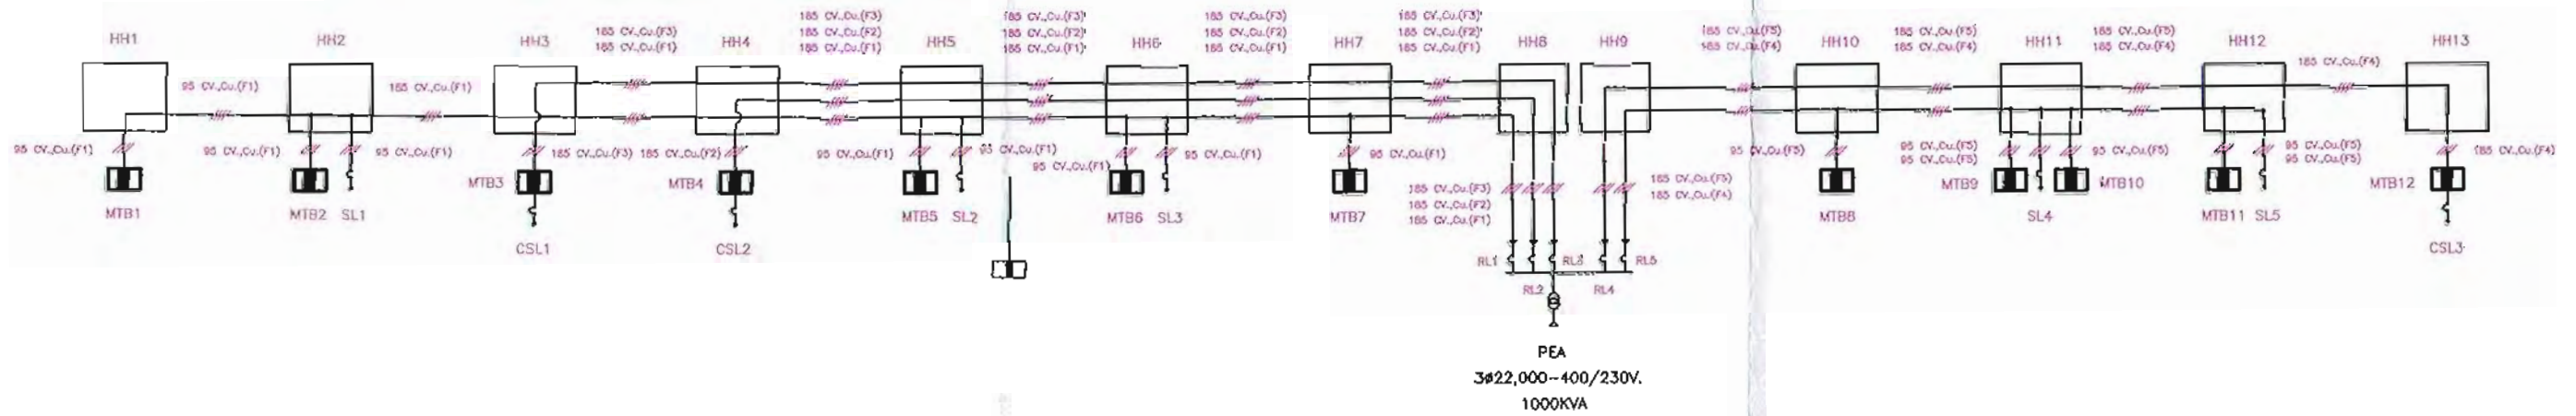 HH1
HH2
HH3
HH4
HH5
HH6
HH7
HH8
HH9
HH10
HH11
HH12
HH13
95 CV.,Cu.(F1)
185 CV.,Cu.(F1)
185 CV.,Cu.(F3)
185 CV.,Cu.(F1)
185 CV.,Cu.(F3)
185 CV.,Cu.(F2)
185 CV.,Cu.(F1)
185 CV.,Cu.(F3)
185 CV.,Cu.(F2)
185 CV.,Cu.(F1)
185 CV.,Cu.(F3)
185 CV.,Cu.(F2)
185 CV.,Cu.(F1)
185 CV.,Cu.(F3)
185 CV.,Cu.(F2)
185 CV.,Cu.(F1)
185 CV.,Cu.(F5)
185 CV.,Cu.(F4)
185 CV.,Cu.(F5)
185 CV.,Cu.(F4)
185 CV.,Cu.(F5)
185 CV.,Cu.(F4)
185 CV.,Cu.(F4)
95 CV.,Cu.(F1)
95 CV.,Cu.(F1)
95 CV.,Cu.(F1)
185 CV.,Cu.(F3)
185 CV.,Cu.(F2)
95 CV.,Cu.(F1)
95 CV.,Cu.(F1)
95 CV.,Cu.(F1)
95 CV.,Cu.(F1)
95 CV.,Cu.(F1)
95 CV.,Cu.(F5)
95 CV.,Cu.(F5)
95 CV.,Cu.(F5)
95 CV.,Cu.(F5)
95 CV.,Cu.(F5)
95 CV.,Cu.(F5)
185 CV.,Cu.(F4)
MTB1
MTB2
SL1
MTB3
CSL1
MTB4
CSL2
MTB5
SL2
MTB6
SL3
MTB7
185 CV.,Cu.(F3)
185 CV.,Cu.(F2)
185 CV.,Cu.(F1)
185 CV.,Cu.(F5)
185 CV.,Cu.(F4)
MTB8
MTB9
SL4
MTB10
MTB11
SL5
MTB12
CSL3
RL1
RL2
RL3
RL4
RL5
PEA
3ø22,000-400/230V.
1000KVA